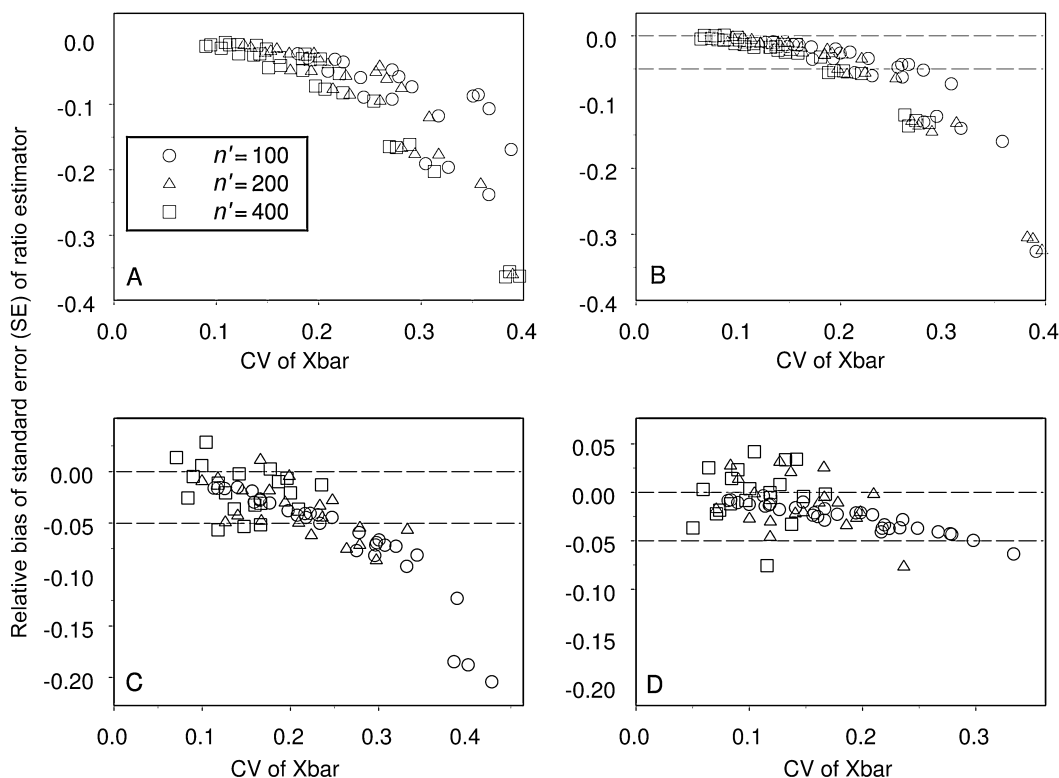 Relative bias of standard error (SE) of ratio estimator
0.0
-0.1
-0.2
-0.3
-0.4
n' = 100
n' = 200
n' = 400
A
0.0 0.1 0.2 0.3 0.4
CV of Xbar
0.0
-0.1
-0.2
-0.3
-0.4
B
0.0 0.1 0.2 0.3 0.4
CV of Xbar
0.00
-0.05
-0.10
-0.15
-0.20
C
0.0 0.1 0.2 0.3 0.4
CV of Xbar
0.05
0.00
-0.05
-0.10
-0.15
-0.20
D
0.0 0.1 0.2 0.3
CV of Xbar